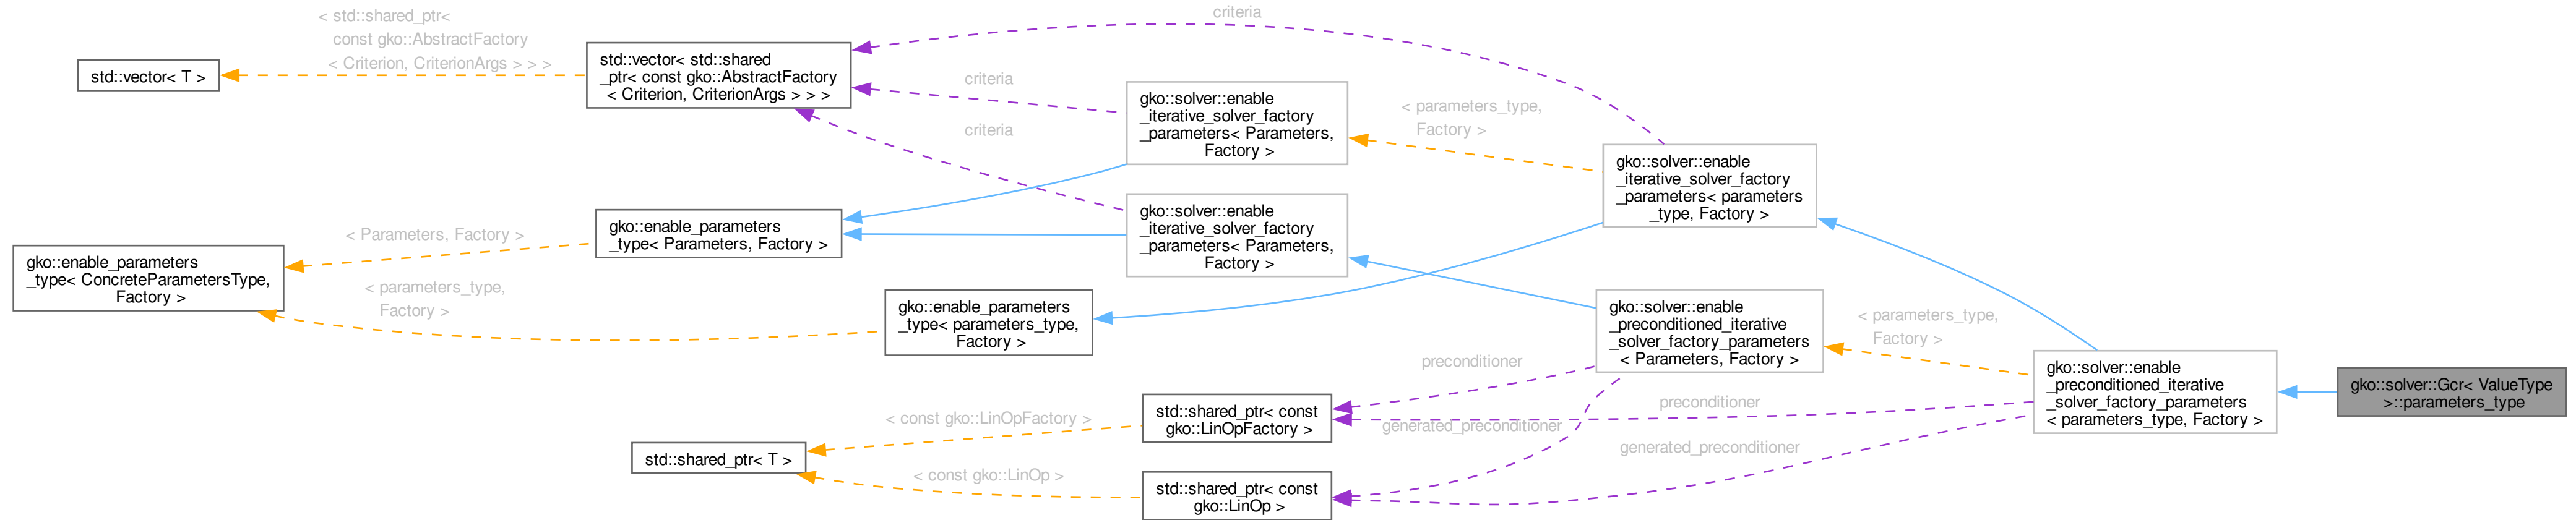 std::vector< T >
< std::shared_ptr<
const gko::AbstractFactory
< Criterion, CriterionArgs > > >
std::vector< std::shared
_ptr< const gko::AbstractFactory
< Criterion, CriterionArgs > > >
criteria
criteria
criteria
gko::solver::enable
_iterative_solver_factory
_parameters< Parameters,
Factory >
< parameters_type,
Factory >
gko::solver::enable
_iterative_solver_factory
_parameters< parameters
_type, Factory >
gko::solver::enable
_iterative_solver_factory
_parameters< Parameters,
Factory >
gko::enable_parameters
_type< Parameters, Factory >
< Parameters, Factory >
gko::enable_parameters
_type< ConcreteParametersType,
Factory >
< parameters_type,
Factory >
gko::enable_parameters
_type< parameters_type,
Factory >
gko::solver::enable
_preconditioned_iterative
_solver_factory_parameters
< Parameters, Factory >
< parameters_type,
Factory >
gko::solver::enable
_preconditioned_iterative
_solver_factory_parameters
< parameters_type, Factory >
gko::solver::Gcr< ValueType
>::parameters_type
preconditioner
preconditioner
generated_preconditioner
generated_preconditioner
std::shared_ptr< const
gko::LinOpFactory >
< const gko::LinOpFactory >
std::shared_ptr< T >
< const gko::LinOp >
std::shared_ptr< const
gko::LinOp >